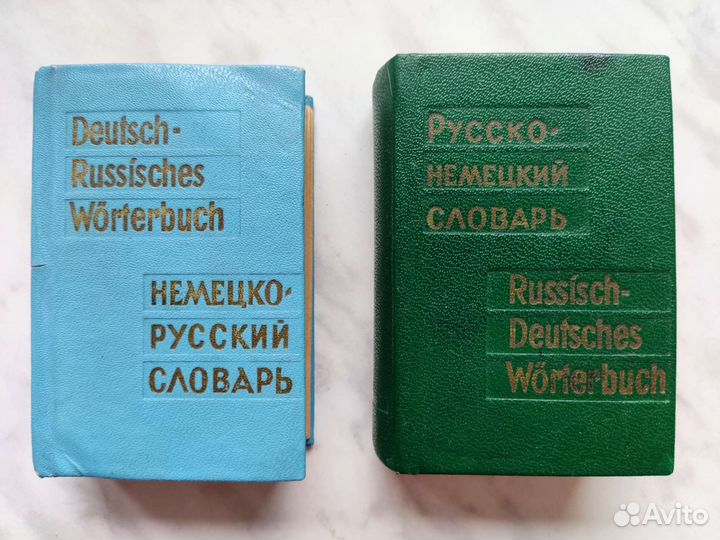 Deutsch-
Russisches
Wörterbuch
НЕМЕЦКО-
РУССКИЙ
СЛОВАРЬ
РУССКО-
НЕМЕЦКИЙ
СЛОВАРЬ
Russisch-
Deutsches
Wörterbuch
Avito